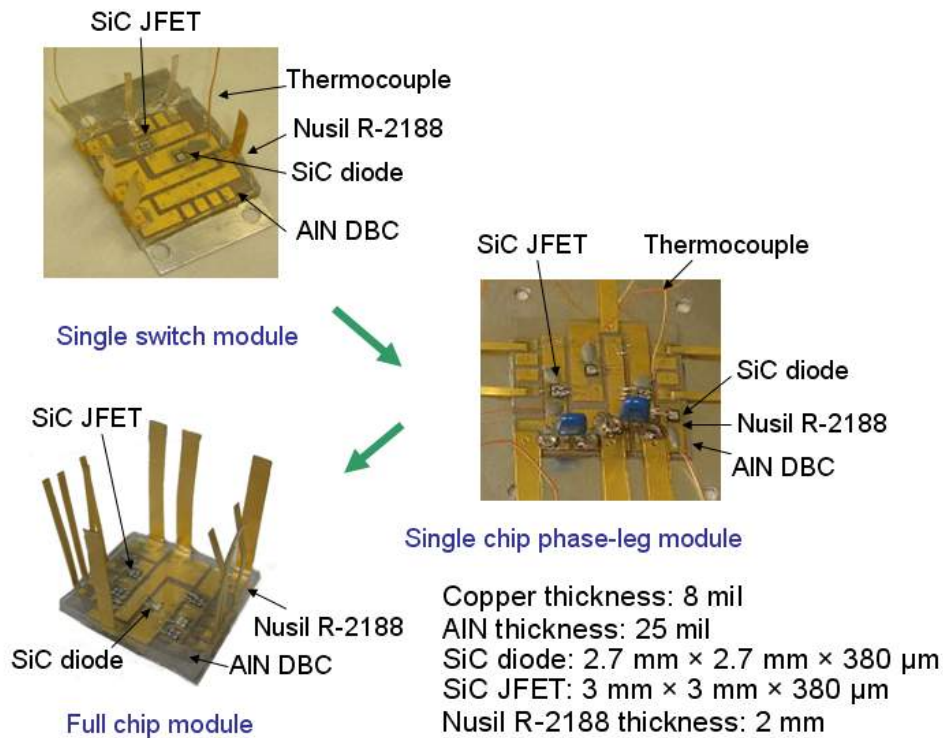 SiC JFET
Thermocouple
Nusil R-2188
SiC diode
AlN DBC
Single switch module
SiC JFET
Thermocouple
SiC diode
Nusil R-2188
AlN DBC
Single chip phase-leg module
SiC JFET
Nusil R-2188
SiC diode
AlN DBC
Full chip module
Copper thickness: 8 mil
AlN thickness: 25 mil
SiC diode: 2.7 mm × 2.7 mm × 380 μm
SiC JFET: 3 mm × 3 mm × 380 μm
Nusil R-2188 thickness: 2 mm